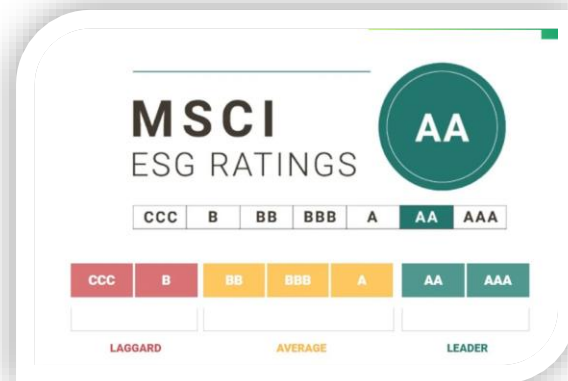 MSCI
ESG RATINGS
AA
CCC B BB BBB A AA AAA
CCC B BB BBB A AA AAA
LAGGARD AVERAGE LEADER